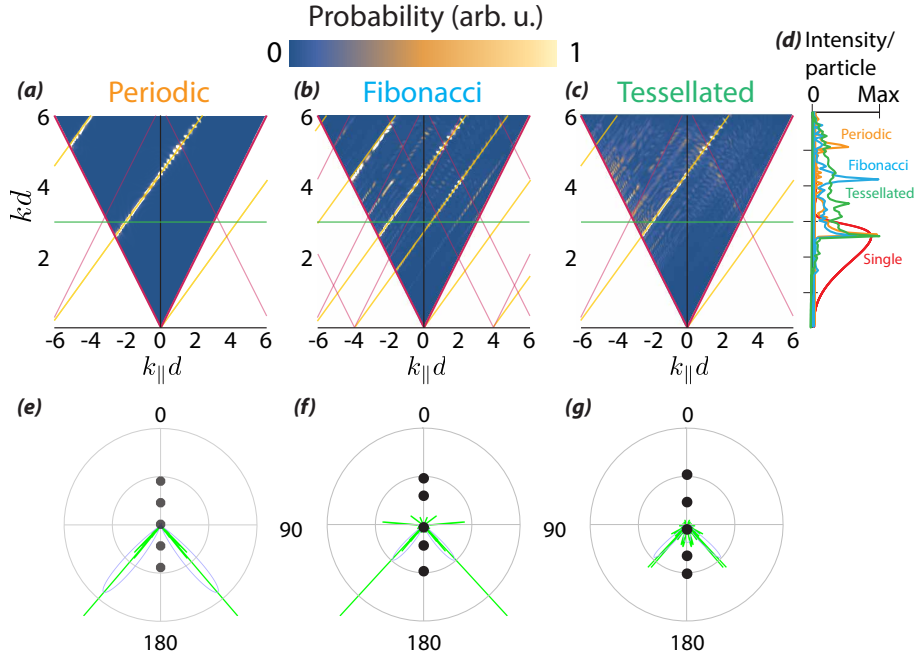 Probability (arb. u.)
0 1
(a) Periodic
(b) Fibonacci
(c) Tessellated
(d) Intensity/
particle
0 Max
Periodic
Fibonacci
Tessellated
Single
kd
6
4
2
-6 -4 -2 0 2 4 6
k∥d
6
4
2
-6 -4 -2 0 2 4 6
k∥d
6
4
2
-6 -4 -2 0 2 4 6
k∥d
(e) 0
180
(f) 0
90
180
(g) 0
90
180